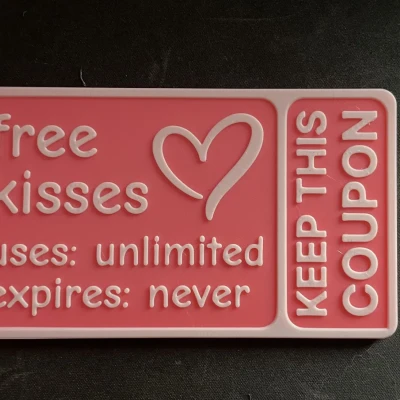 free
kisses
uses: unlimited
expires: never
KEEP THIS
COUPON